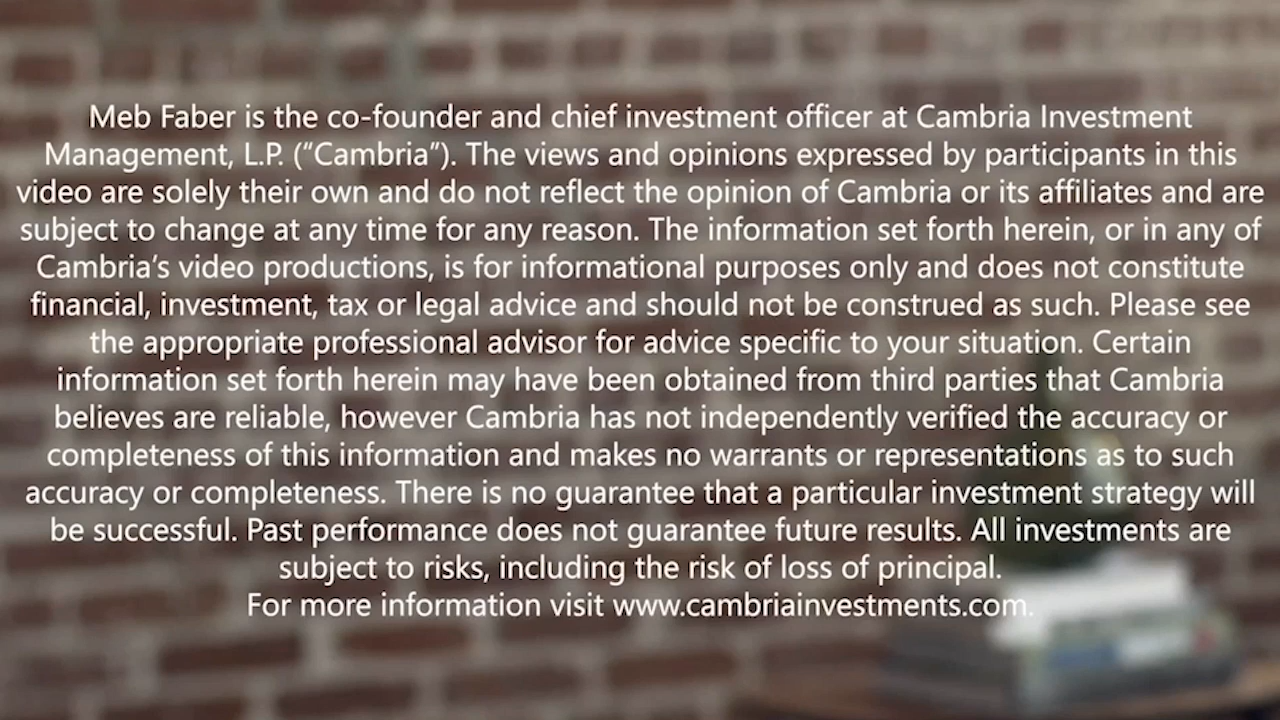 Meb Faber is the co-founder and chief investment officer at Cambria Investment
Management, L.P. (“Cambria”). The views and opinions expressed by participants in this
video are solely their own and do not reflect the opinion of Cambria or its affiliates and are
subject to change at any time for any reason. The information set forth herein, or in any of
Cambria’s video productions, is for informational purposes only and does not constitute
financial, investment, tax or legal advice and should not be construed as such. Please see
the appropriate professional advisor for advice specific to your situation. Certain
information set forth herein may have been obtained from third parties that Cambria
believes are reliable, however Cambria has not independently verified the accuracy or
completeness of this information and makes no warrants or representations as to such
accuracy or completeness. There is no guarantee that a particular investment strategy will
be successful. Past performance does not guarantee future results. All investments are
subject to risks, including the risk of loss of principal.
For more information visit www.cambriainvestments.com.